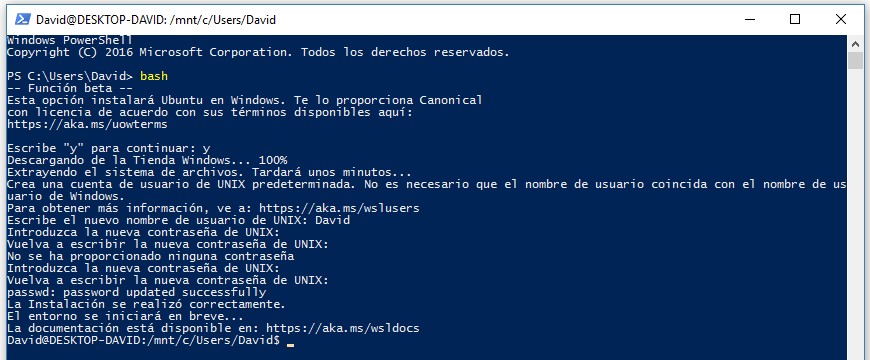 David@DESKTOP-DAVID: /mnt/c/Users/David
Windows PowerShell
Copyright (C) 2016 Microsoft Corporation. Todos los derechos reservados.
PS C:\Users\David> bash
-- Función beta --
Esta opción instalará Ubuntu en Windows. Te lo proporciona Canonical
con licencia de acuerdo con sus términos disponibles aquí:
https://aka.ms/uowterms
Escribe "y" para continuar: y
Descargando de la Tienda Windows... 100%
Extrayendo el sistema de archivos. Tardará unos minutos...
Crea una cuenta de usuario de UNIX predeterminada. No es necesario que el nombre de usuario coincida con el nombre de us
uario de Windows.
Para obtener más información, ve a: https://aka.ms/wslusers
Escribe el nuevo nombre de usuario de UNIX: David
Introduzca la nueva contraseña de UNIX:
Vuelva a escribir la nueva contraseña de UNIX:
No se ha proporcionado ninguna contraseña
Introduzca la nueva contraseña de UNIX:
Vuelva a escribir la nueva contraseña de UNIX:
passwd: password updated successfully
La Instalación se realizó correctamente.
El entorno se iniciará en breve...
La documentación está disponible en: https://aka.ms/wsldocs
David@DESKTOP-DAVID:/mnt/c/Users/David$ _